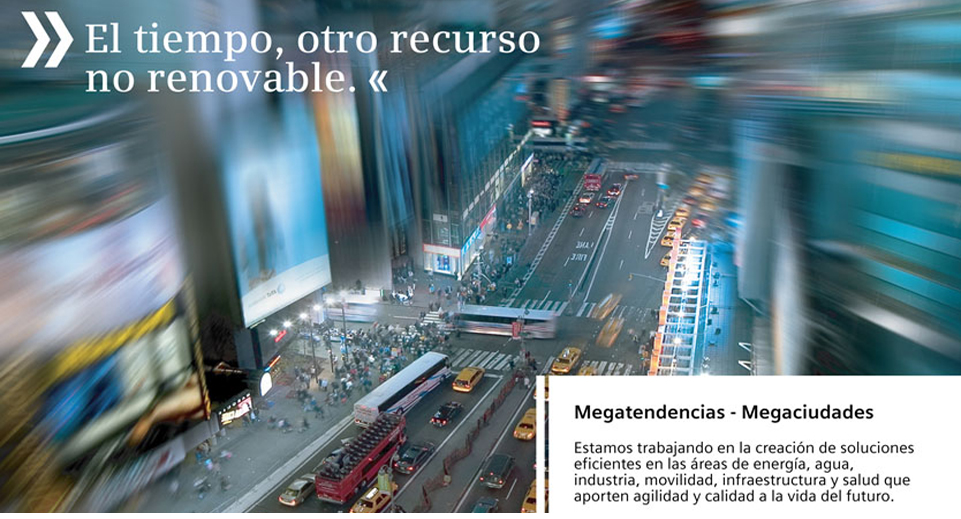 » El tiempo, otro recurso
no renovable. «
Megatendencias - Megaciudades
Estamos trabajando en la creación de soluciones
eficientes en las áreas de energía, agua,
industria, movilidad, infraestructura y salud que
aporten agilidad y calidad a la vida del futuro.